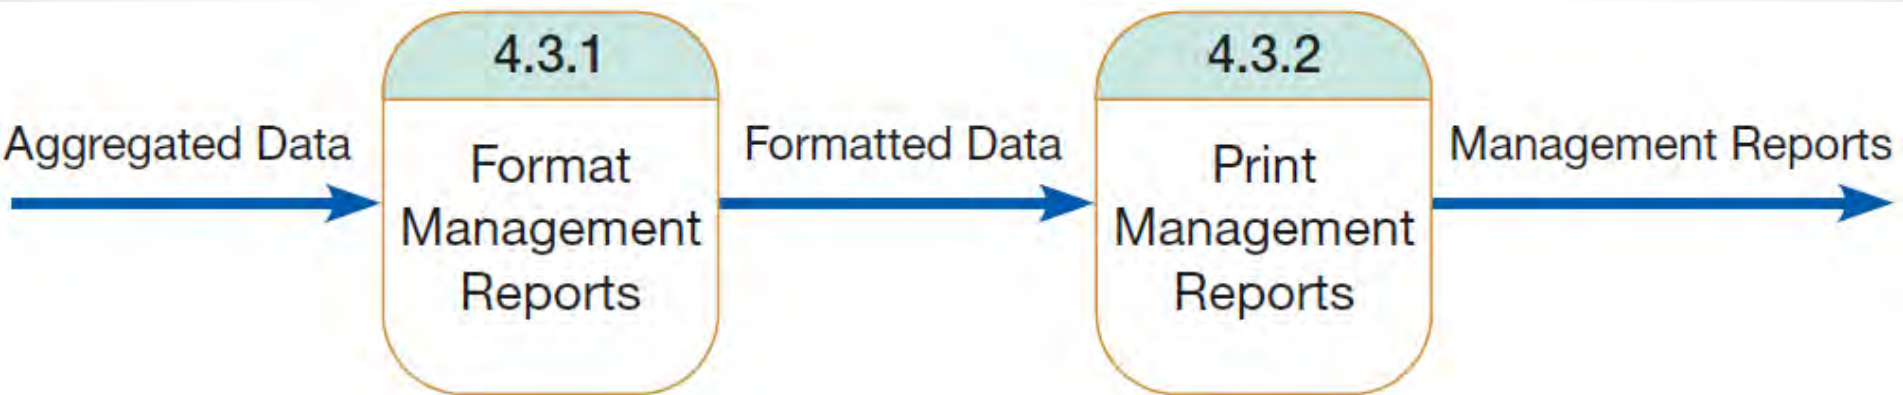 4.3.1
4.3.2
Aggregated Data
Format
Management
Reports
Formatted Data
Print
Management
Reports
Management Reports